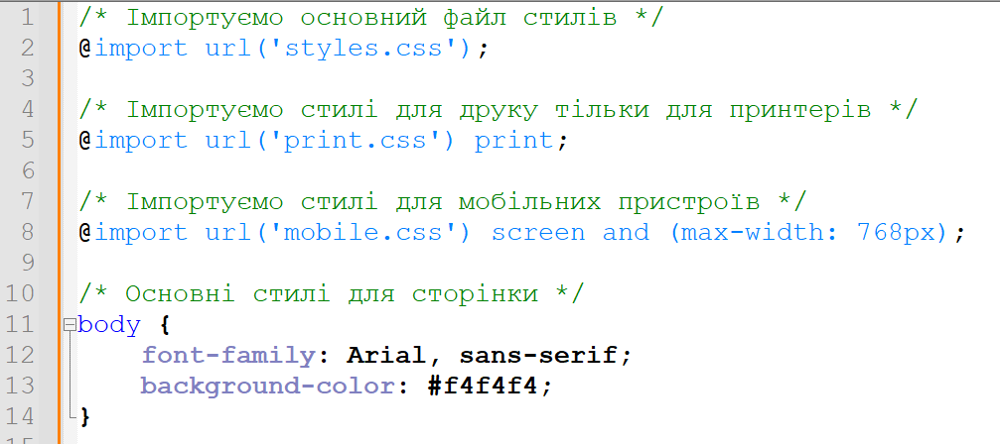 1 /* Імпортуємо основний файл стилів */
2 @import url('styles.css');
3
4 /* Імпортуємо стилі для друку тільки для принтерів */
5 @import url('print.css') print;
6
7 /* Імпортуємо стилі для мобільних пристроїв */
8 @import url('mobile.css') screen and (max-width: 768px);
9
10 /* Основні стилі для сторінки */
11 body {
12     font-family: Arial, sans-serif;
13     background-color: #f4f4f4;
14 }